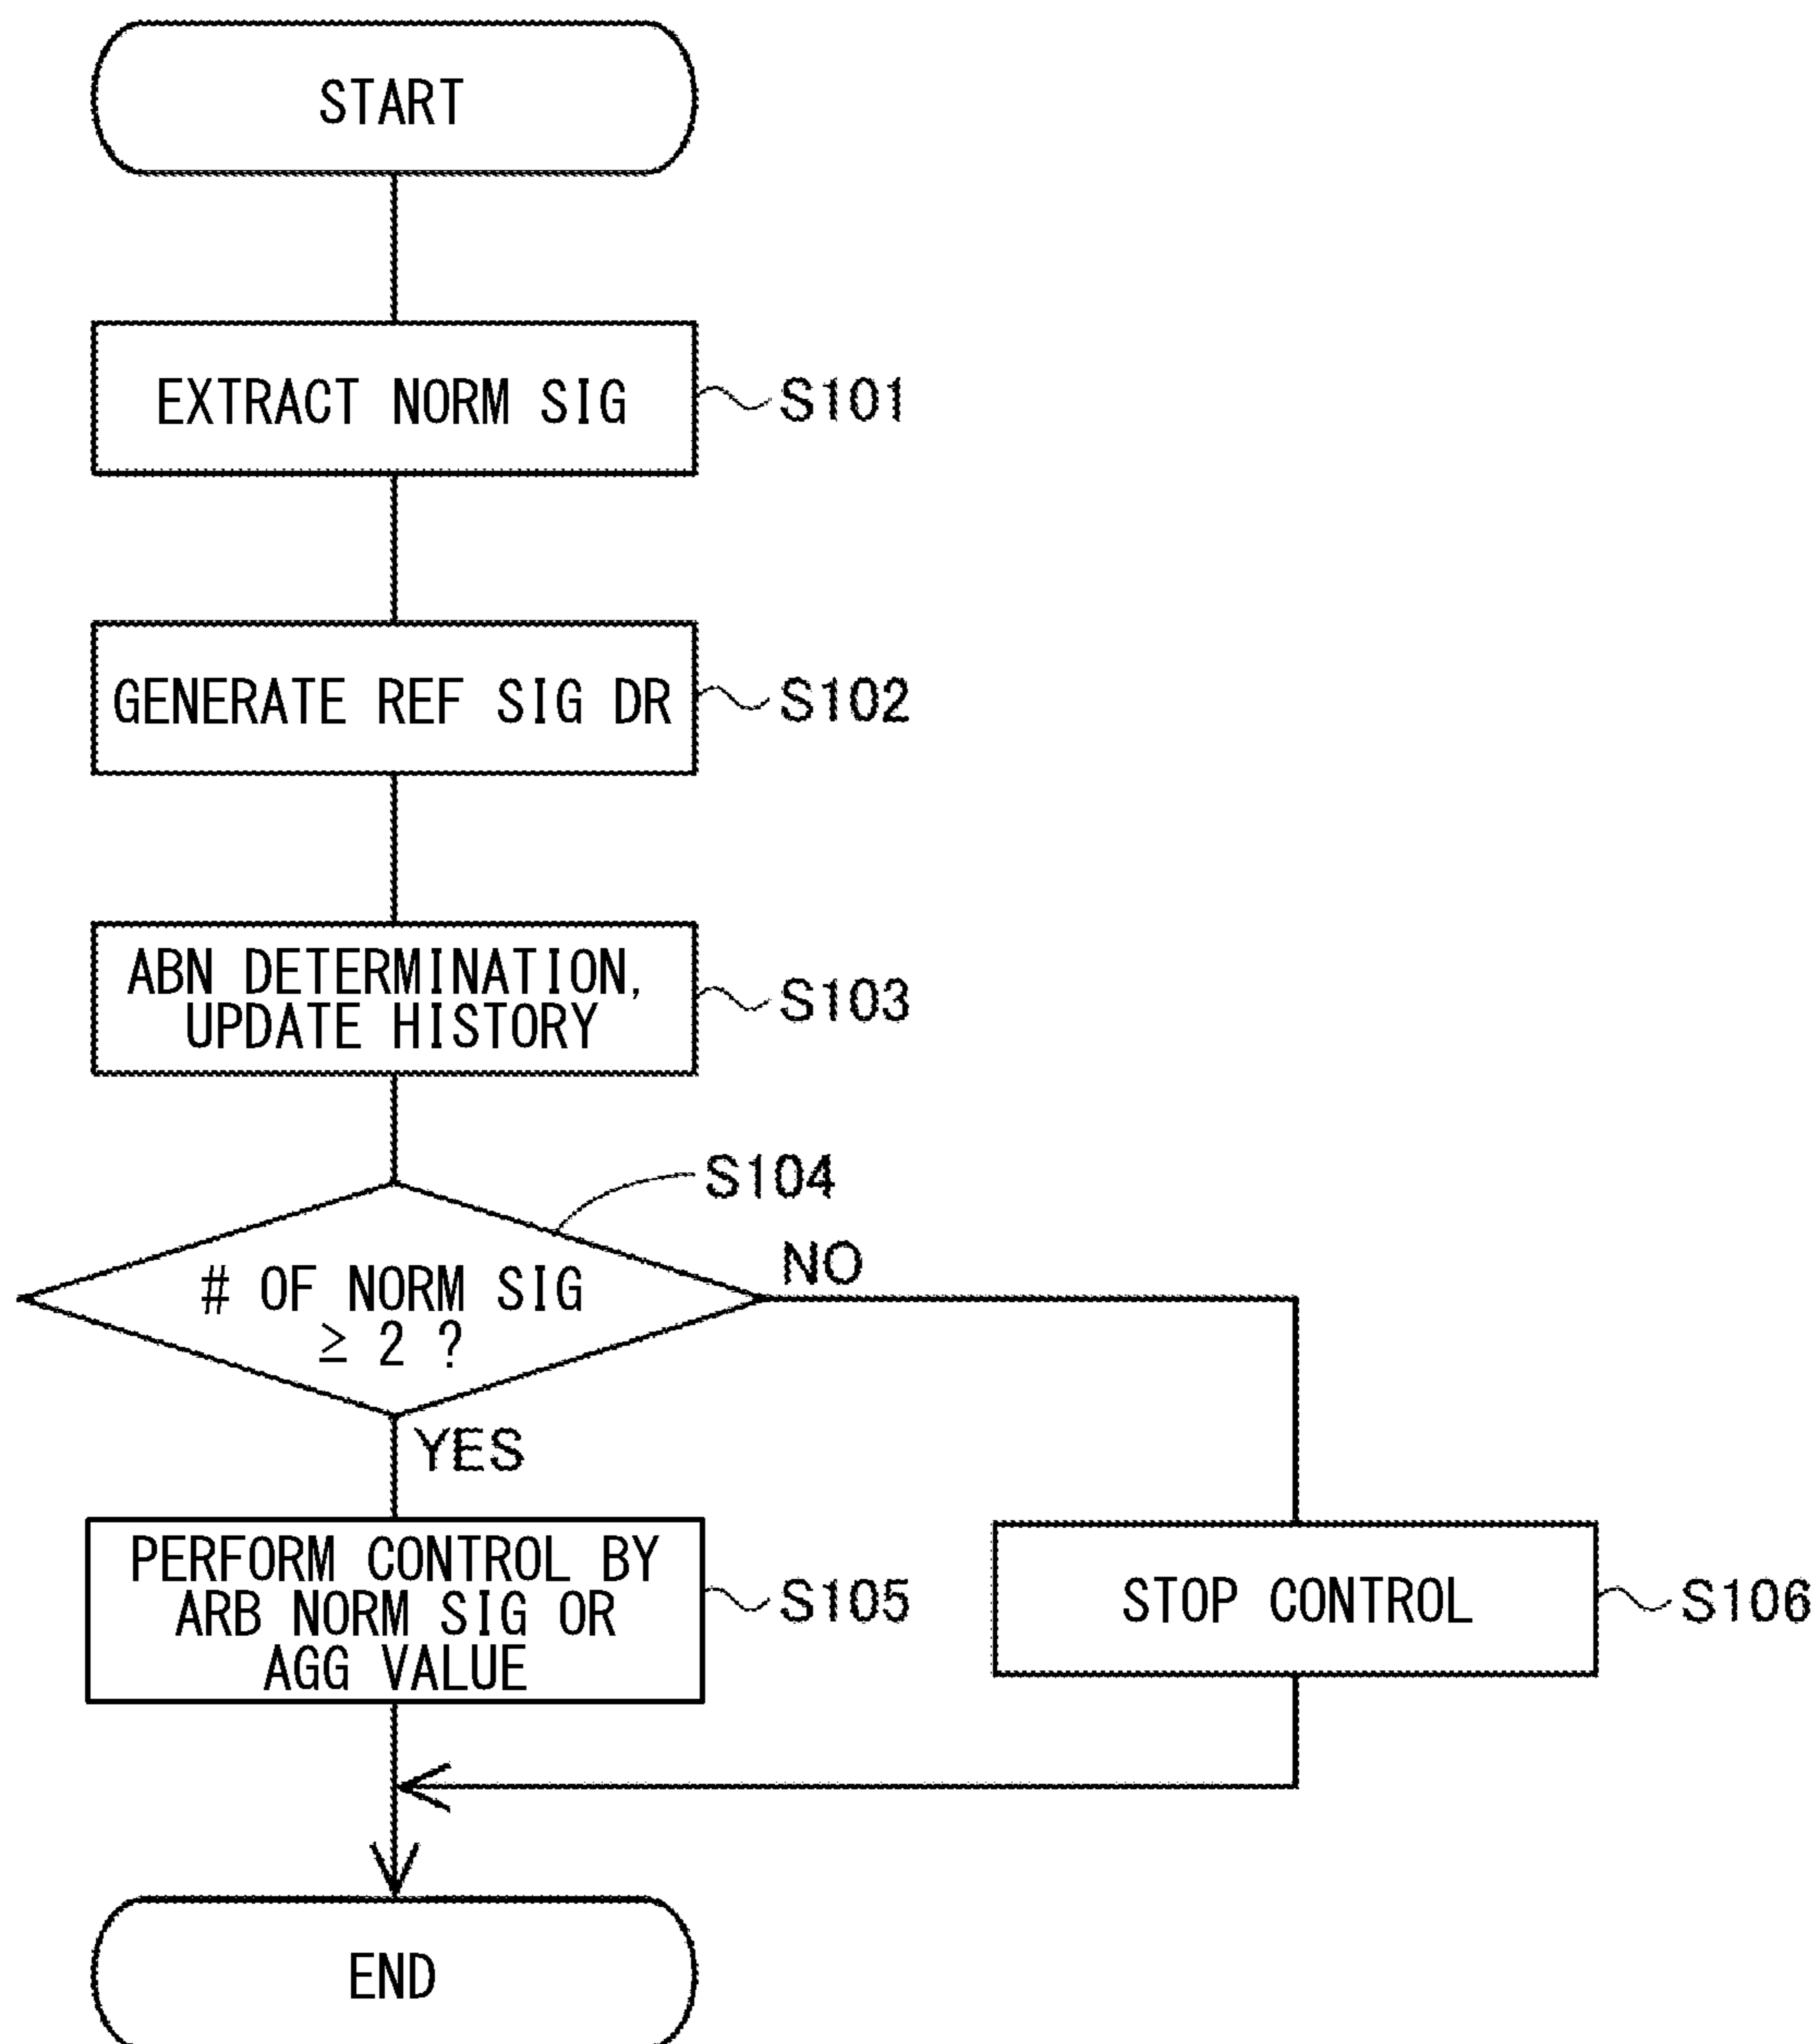 START
EXTRACT NORM SIG
S101
GENERATE REF SIG DR
S102
ABN DETERMINATION,
UPDATE HISTORY
S103
S104
# OF NORM SIG
≥ 2 ?
NO
YES
PERFORM CONTROL BY
ARB NORM SIG OR
AGG VALUE
S105
STOP CONTROL
S106
END